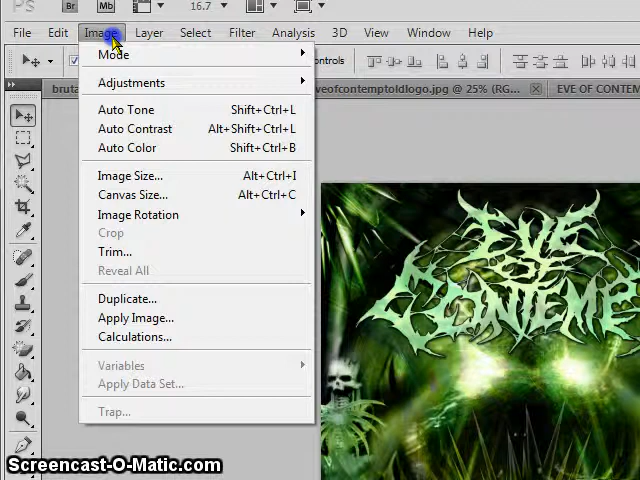 PS Br Mb 16.7
File Edit Image Layer Select Filter Analysis 3D View Window Help
Mode
ontrols
Adjustments
bruta eveofcontemptoldlogo.jpg @ 25% (RG... EVE OF CONTEM
Auto Tone Shift+Ctrl+L
Auto Contrast Alt+Shift+Ctrl+L
Auto Color Shift+Ctrl+B
Image Size... Alt+Ctrl+I
Canvas Size... Alt+Ctrl+C
Image Rotation
Crop
Trim...
Reveal All
Duplicate...
Apply Image...
Calculations...
Variables
Apply Data Set...
Trap...
EVE
OF
CONTEMP
Screencast-O-Matic.com